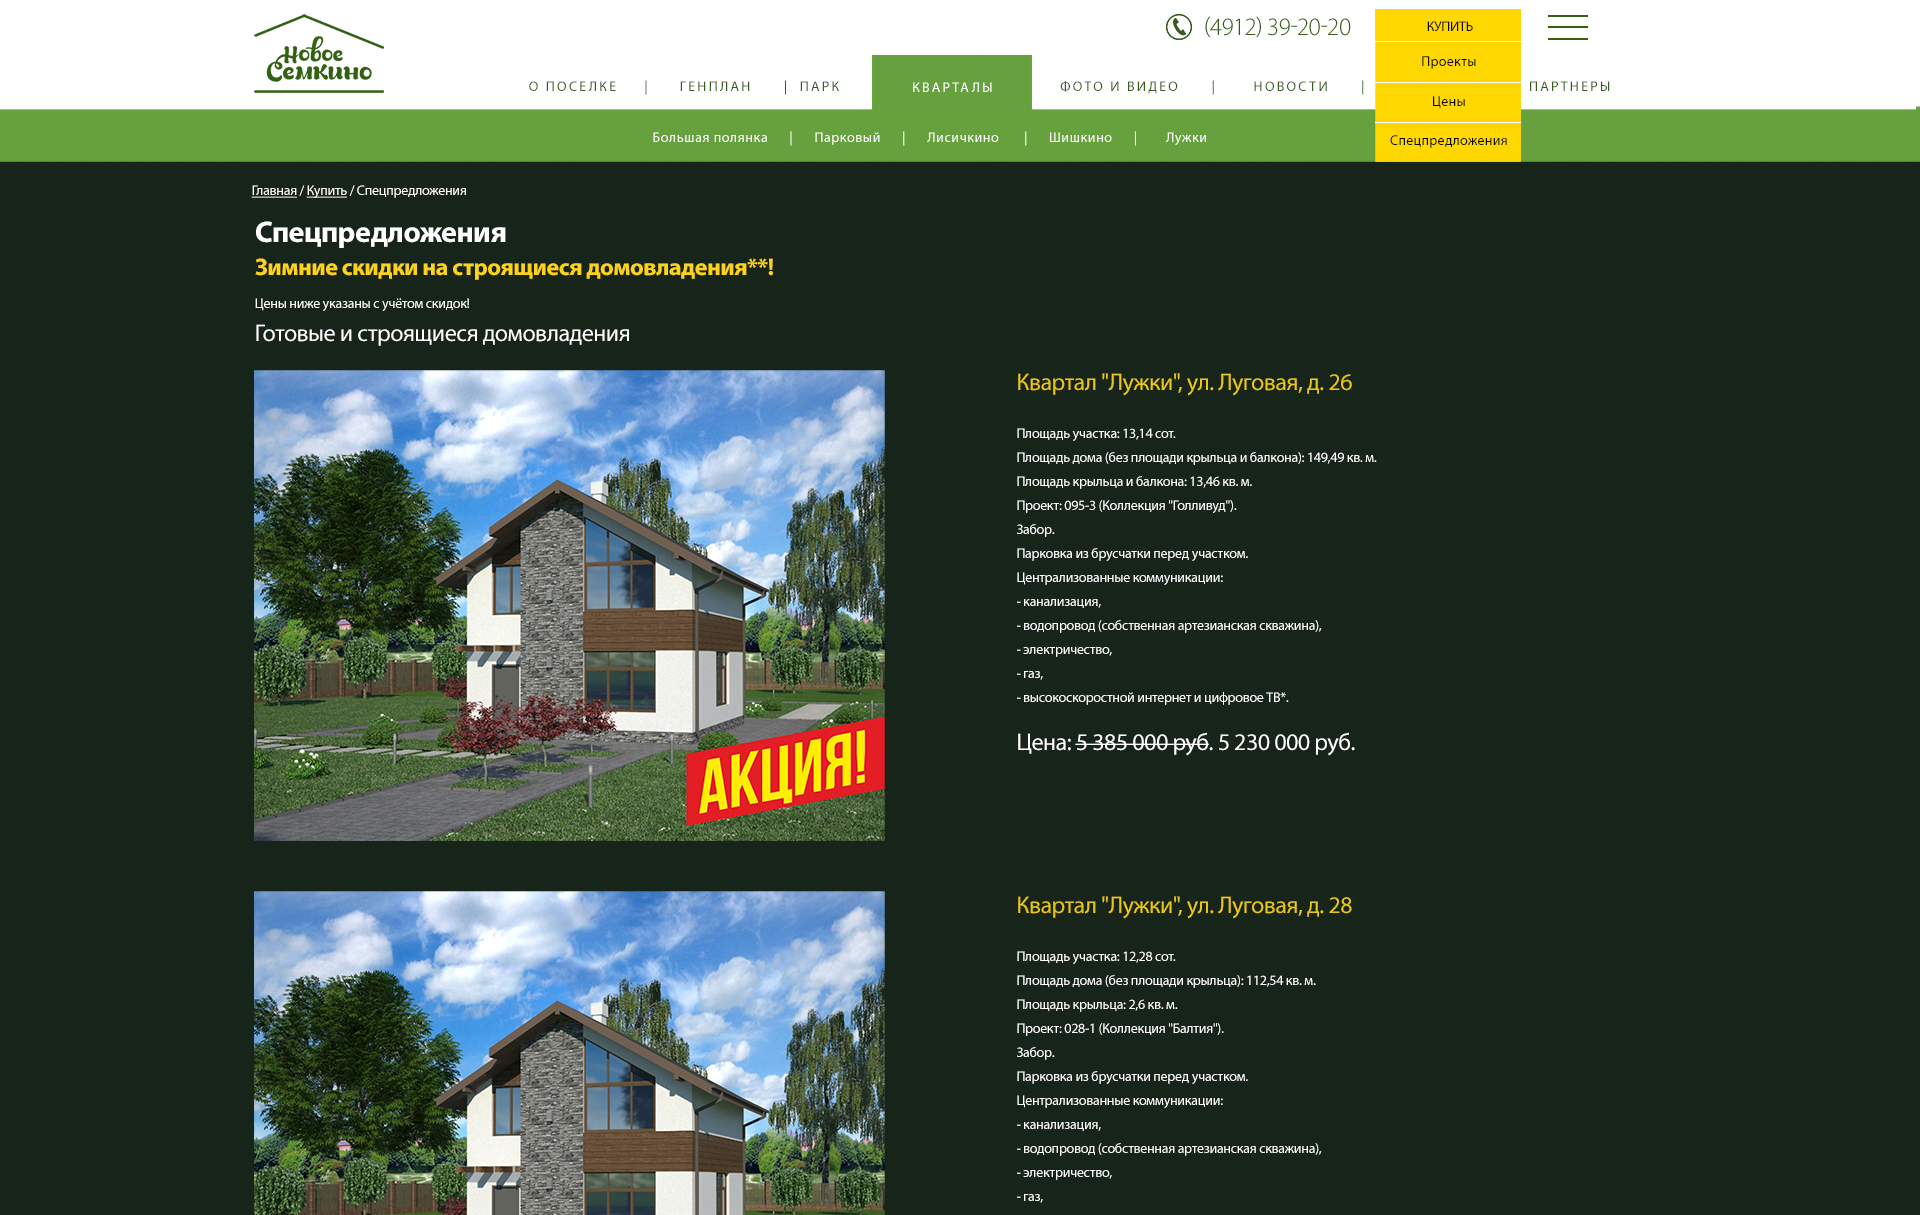 Новое
Семкино
(4912) 39-20-20
КУПИТЬ
Проекты
Цены
Спецпредложения
О ПОСЕЛКЕ | ГЕНПЛАН | ПАРК КВАРТАЛЫ ФОТО И ВИДЕО | НОВОСТИ | ПАРТНЕРЫ
Большая полянка | Парковый | Лисичкино | Шишкино | Лужки
Главная / Купить / Спецпредложения
Спецпредложения
Зимние скидки на строящиеся домовладения**!
Цены ниже указаны с учётом скидок!
Готовые и строящиеся домовладения
АКЦИЯ!
Квартал "Лужки", ул. Луговая, д. 26
Площадь участка: 13,14 сот.
Площадь дома (без площади крыльца и балкона): 149,49 кв. м.
Площадь крыльца и балкона: 13,46 кв. м.
Проект: 095-3 (Коллекция "Голливуд").
Забор.
Парковка из брусчатки перед участком.
Централизованные коммуникации:
- канализация,
- водопровод (собственная артезианская скважина),
- электричество,
- газ,
- высокоскоростной интернет и цифровое ТВ*.
Цена: 5 385 000 руб. 5 230 000 руб.
Квартал "Лужки", ул. Луговая, д. 28
Площадь участка: 12,28 сот.
Площадь дома (без площади крыльца): 112,54 кв. м.
Площадь крыльца: 2,6 кв. м.
Проект: 028-1 (Коллекция "Балтия").
Забор.
Парковка из брусчатки перед участком.
Централизованные коммуникации:
- канализация,
- водопровод (собственная артезианская скважина),
- электричество,
- газ,